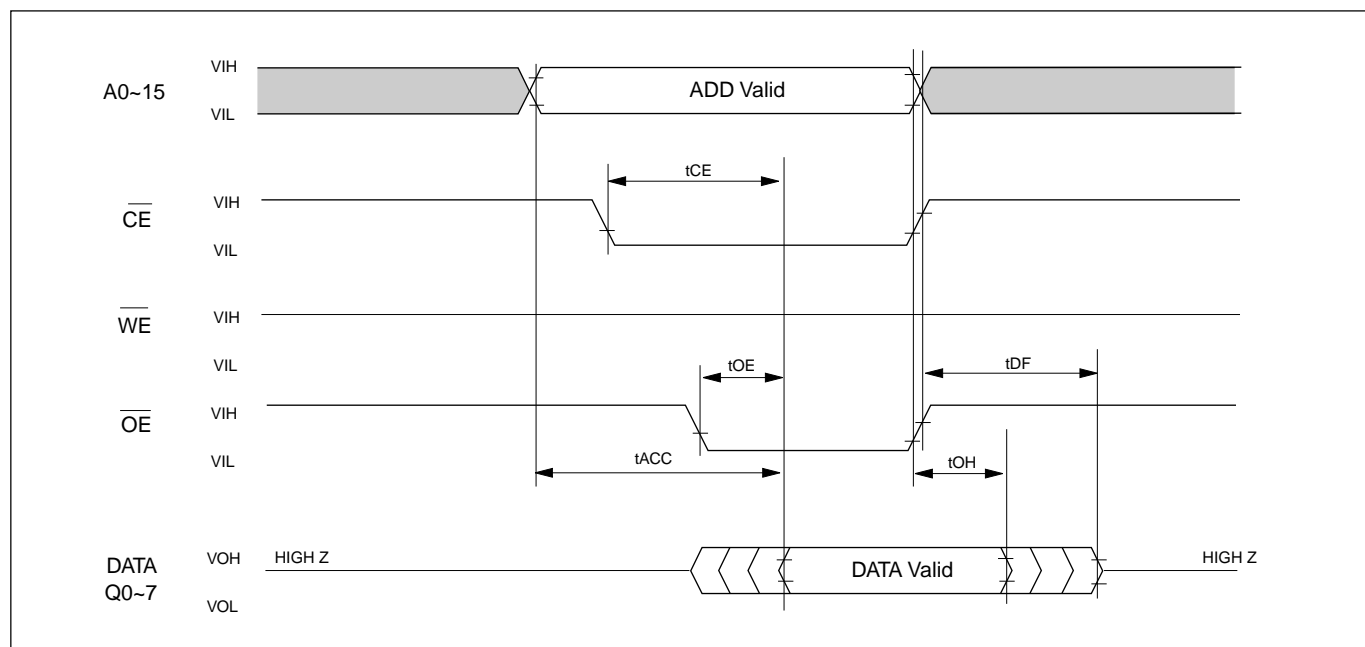 VIH
A0~15
ADD Valid
VIL
tCE
VIH
CE
VIL
WE
VIH
VIL
tOE
tDF
VIH
OE
VIL
tACC
tOH
DATA
Q0~7
VOH
HIGH Z
DATA Valid
HIGH Z
VOL